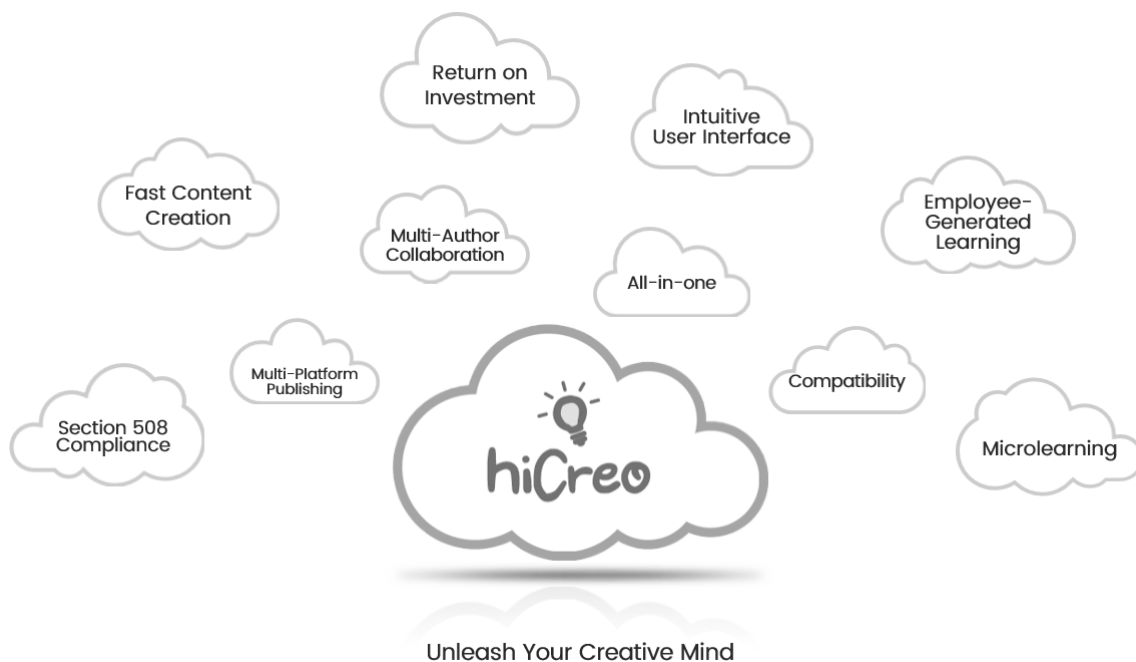 Return on
Investment
Intuitive
User Interface
Fast Content
Creation
Multi-Author
Collaboration
Employee-
Generated
Learning
All-in-one
Multi-Platform
Publishing
Compatibility
Section 508
Compliance
Microlearning
hiCreo
Unleash Your Creative Mind